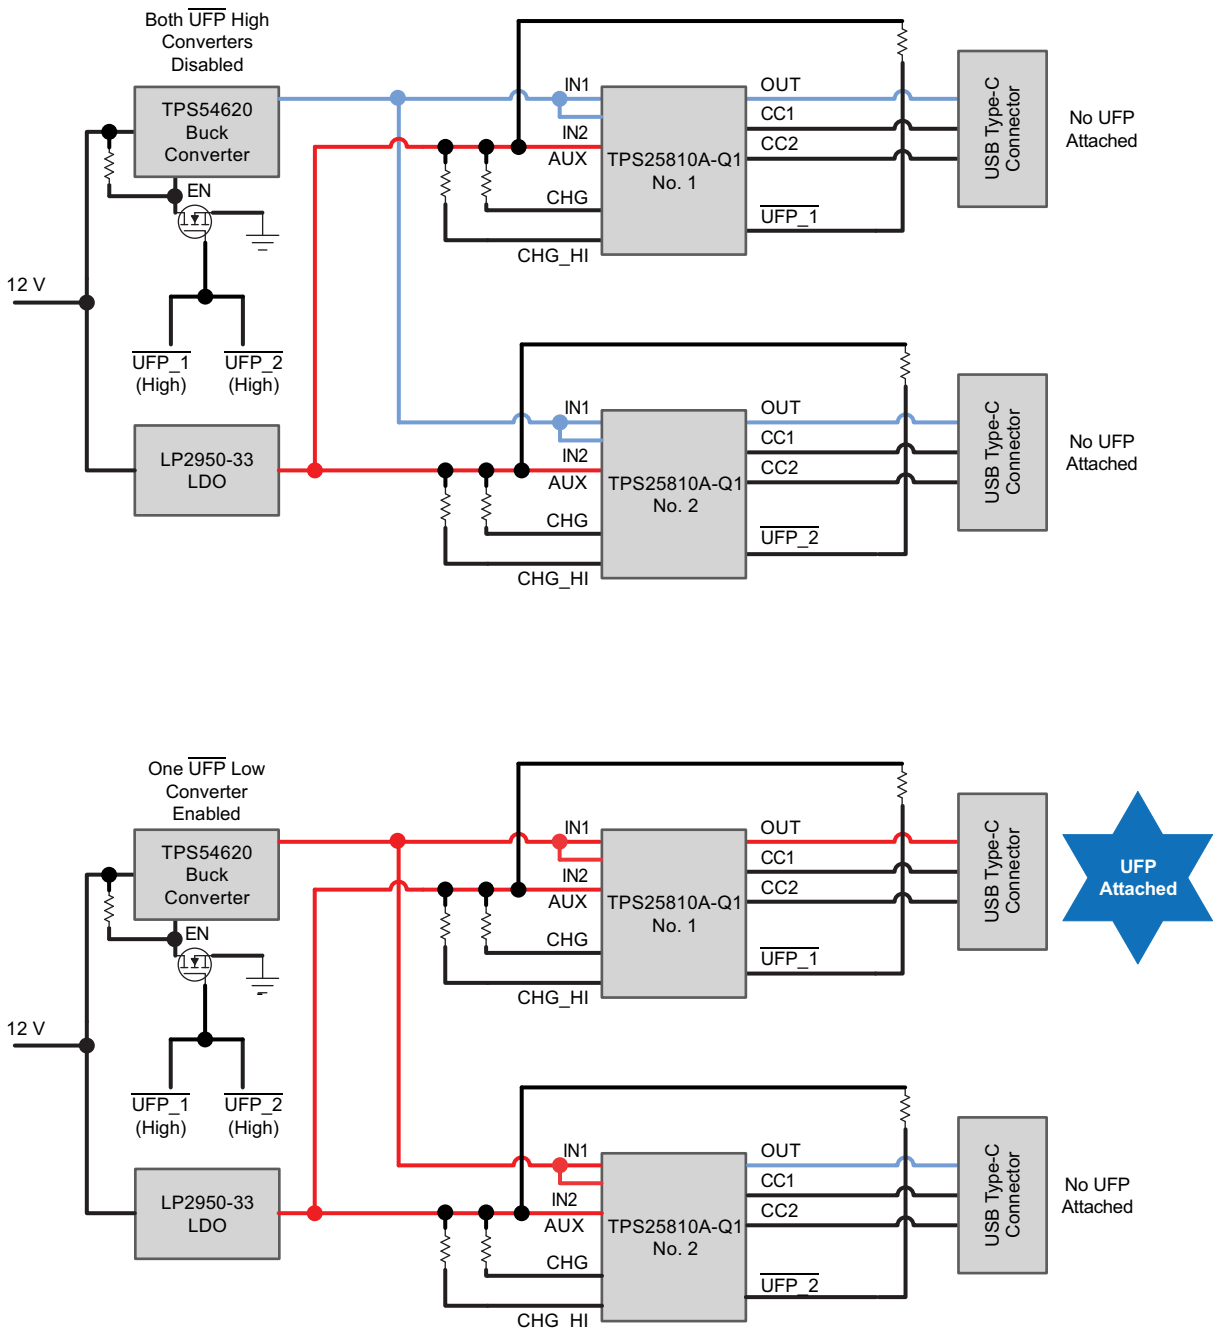 Both UFP High
Converters
Disabled
TPS54620
Buck
Converter
EN
12 V
UFP_1
(High)
UFP_2
(High)
LP2950-33
LDO
IN1
IN2
AUX
CHG
CHG_HI
TPS25810A-Q1
No. 1
OUT
CC1
CC2
UFP_1
USB Type-C
Connector
No UFP
Attached
IN1
IN2
AUX
CHG
CHG_HI
TPS25810A-Q1
No. 2
OUT
CC1
CC2
UFP_2
USB Type-C
Connector
No UFP
Attached
One UFP Low
Converter
Enabled
TPS54620
Buck
Converter
EN
12 V
UFP_1
(High)
UFP_2
(High)
LP2950-33
LDO
IN1
IN2
AUX
CHG
CHG_HI
TPS25810A-Q1
No. 1
OUT
CC1
CC2
UFP_1
USB Type-C
Connector
UFP
Attached
IN1
IN2
AUX
CHG
CHG_HI
TPS25810A-Q1
No. 2
OUT
CC1
CC2
UFP_2
USB Type-C
Connector
No UFP
Attached